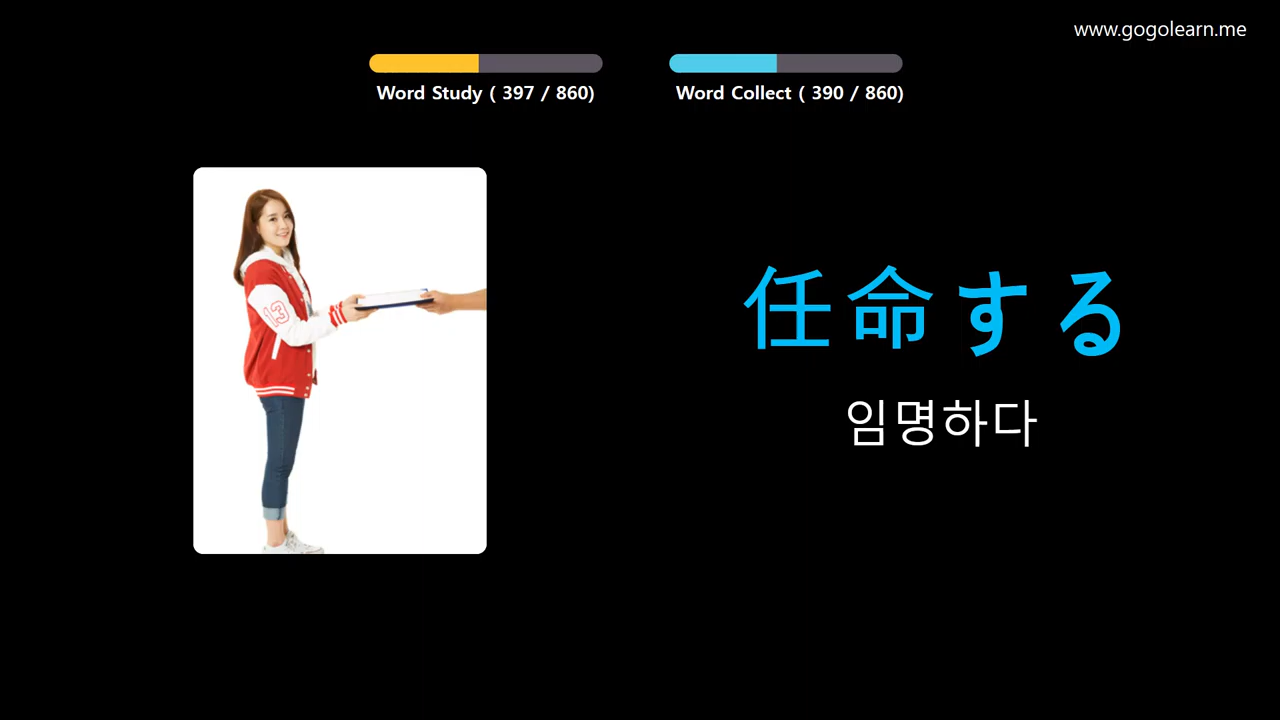 www.gogolearn.me
Word Study ( 397 / 860)
Word Collect ( 390 / 860)
13
任命する
임명하다